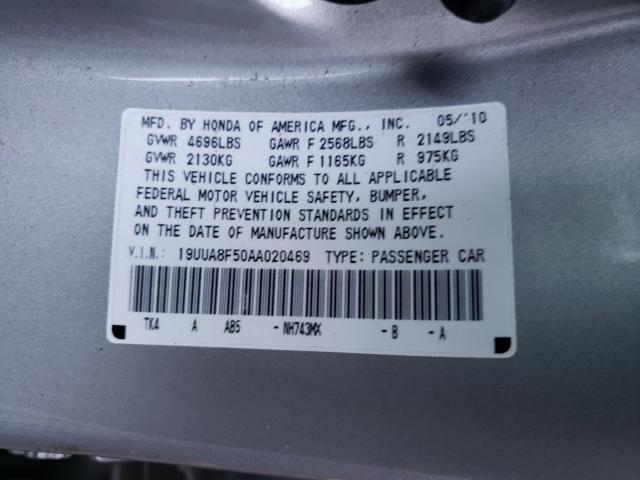 MFD. BY HONDA OF AMERICA MFG., INC. 05/'10
GVWR 4696LBS GAWR F 2568LBS R 2149LBS
GVWR 2130KG GAWR F 1165KG R 975KG
THIS VEHICLE CONFORMS TO ALL APPLICABLE
FEDERAL MOTOR VEHICLE SAFETY, BUMPER,
AND THEFT PREVENTION STANDARDS IN EFFECT
ON THE DATE OF MANUFACTURE SHOWN ABOVE.
V.I.N.: 19UUA8F50AA020469 TYPE: PASSENGER CAR
TK4 A AB5 -NH743MX -B -A